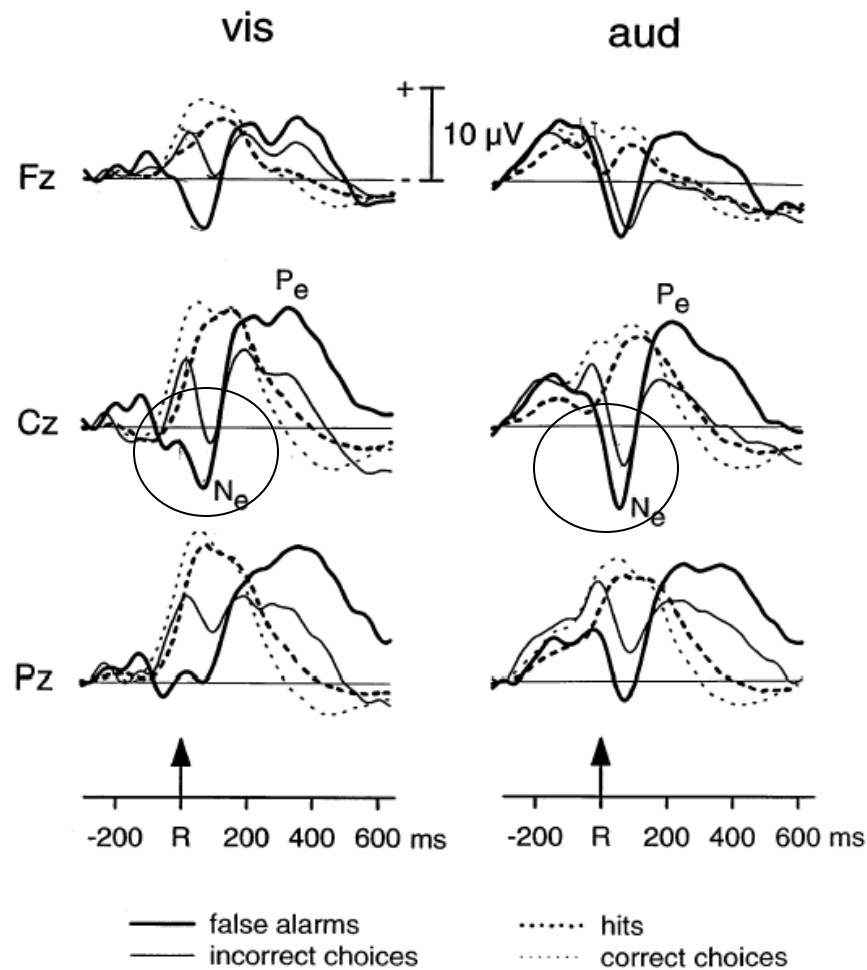 vis aud
+
10 µV
-
Fz
Pe Pe
Cz
Ne Ne
Pz
-200 R 200 400 600 ms -200 R 200 400 600 ms
false alarms hits
incorrect choices correct choices